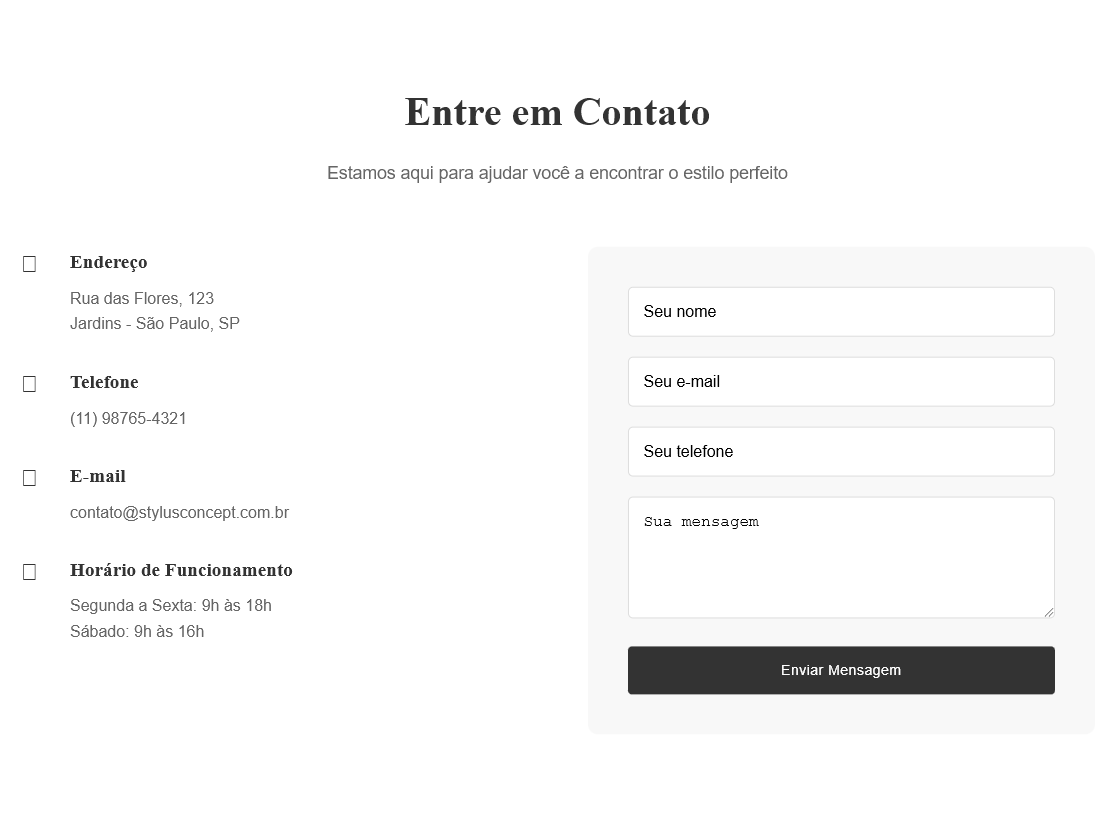 Entre em Contato
Estamos aqui para ajudar você a encontrar o estilo perfeito
Endereço
Rua das Flores, 123
Jardins - São Paulo, SP
Telefone
(11) 98765-4321
E-mail
contato@stylusconcept.com.br
Horário de Funcionamento
Segunda a Sexta: 9h às 18h
Sábado: 9h às 16h
Seu nome
Seu e-mail
Seu telefone
Sua mensagem
Enviar Mensagem